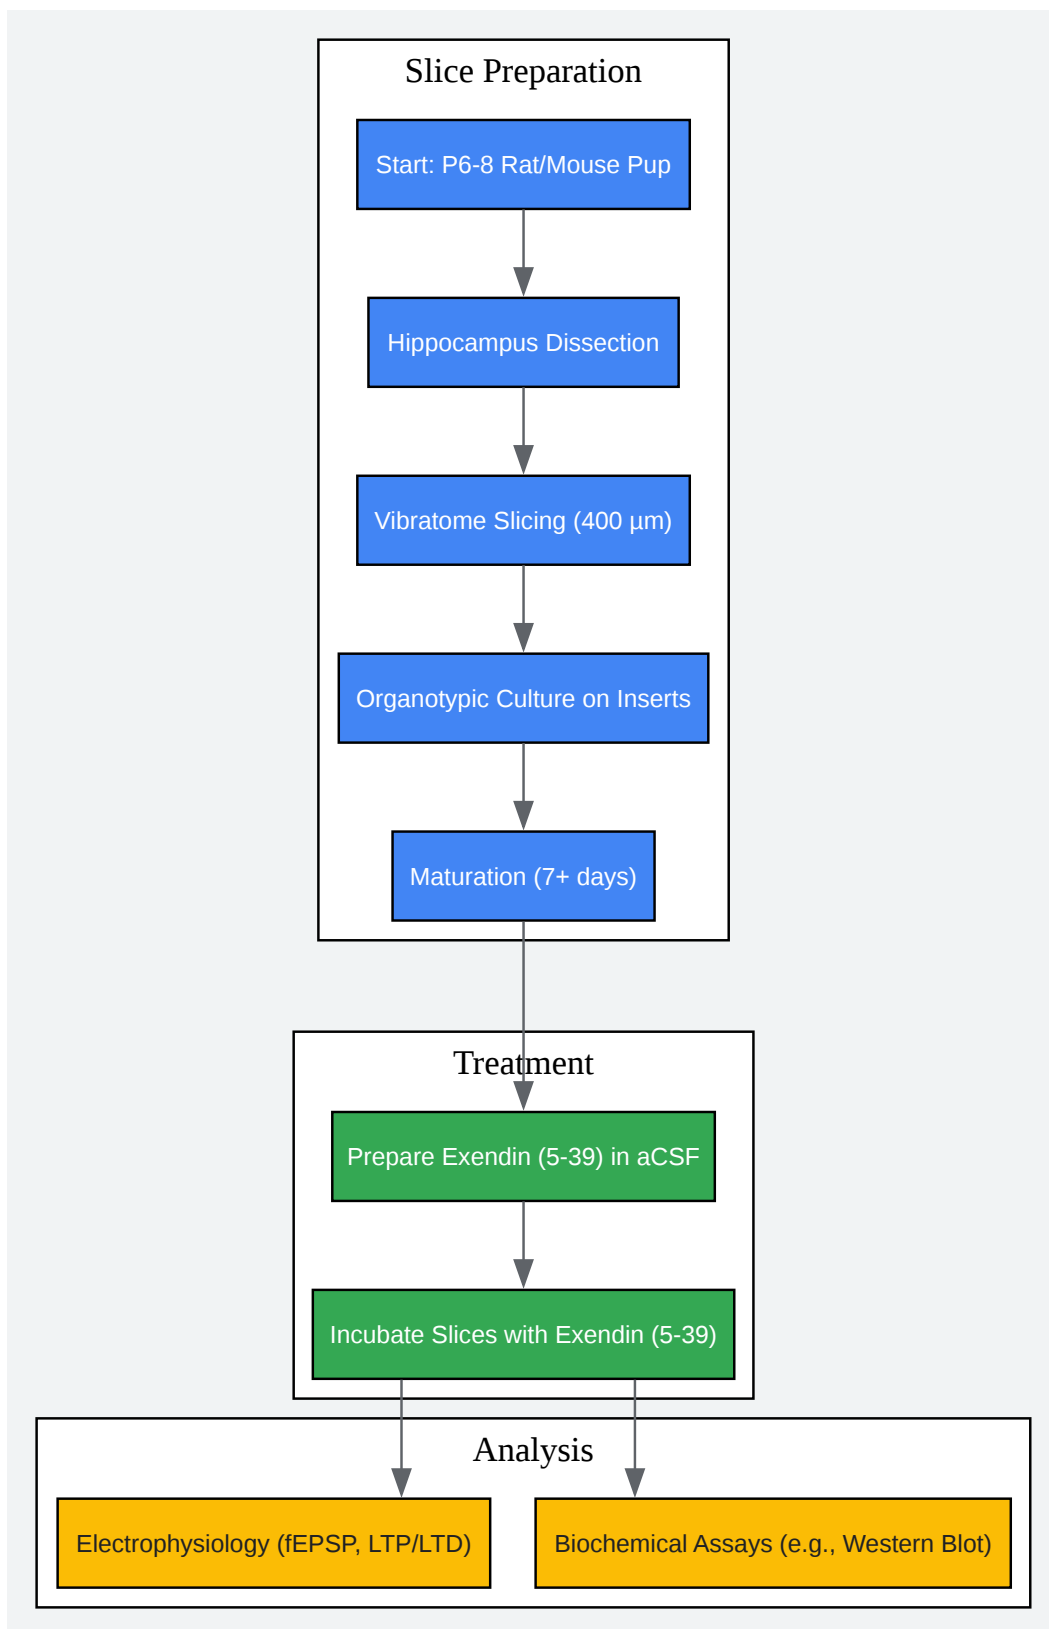 Slice Preparation
Start: P6-8 Rat/Mouse Pup
Hippocampus Dissection
Vibratome Slicing (400 µm)
Organotypic Culture on Inserts
Maturation (7+ days)
Treatment
Prepare Exendin (5-39) in aCSF
Incubate Slices with Exendin (5-39)
Analysis
Electrophysiology (fEPSP, LTP/LTD)
Biochemical Assays (e.g., Western Blot)